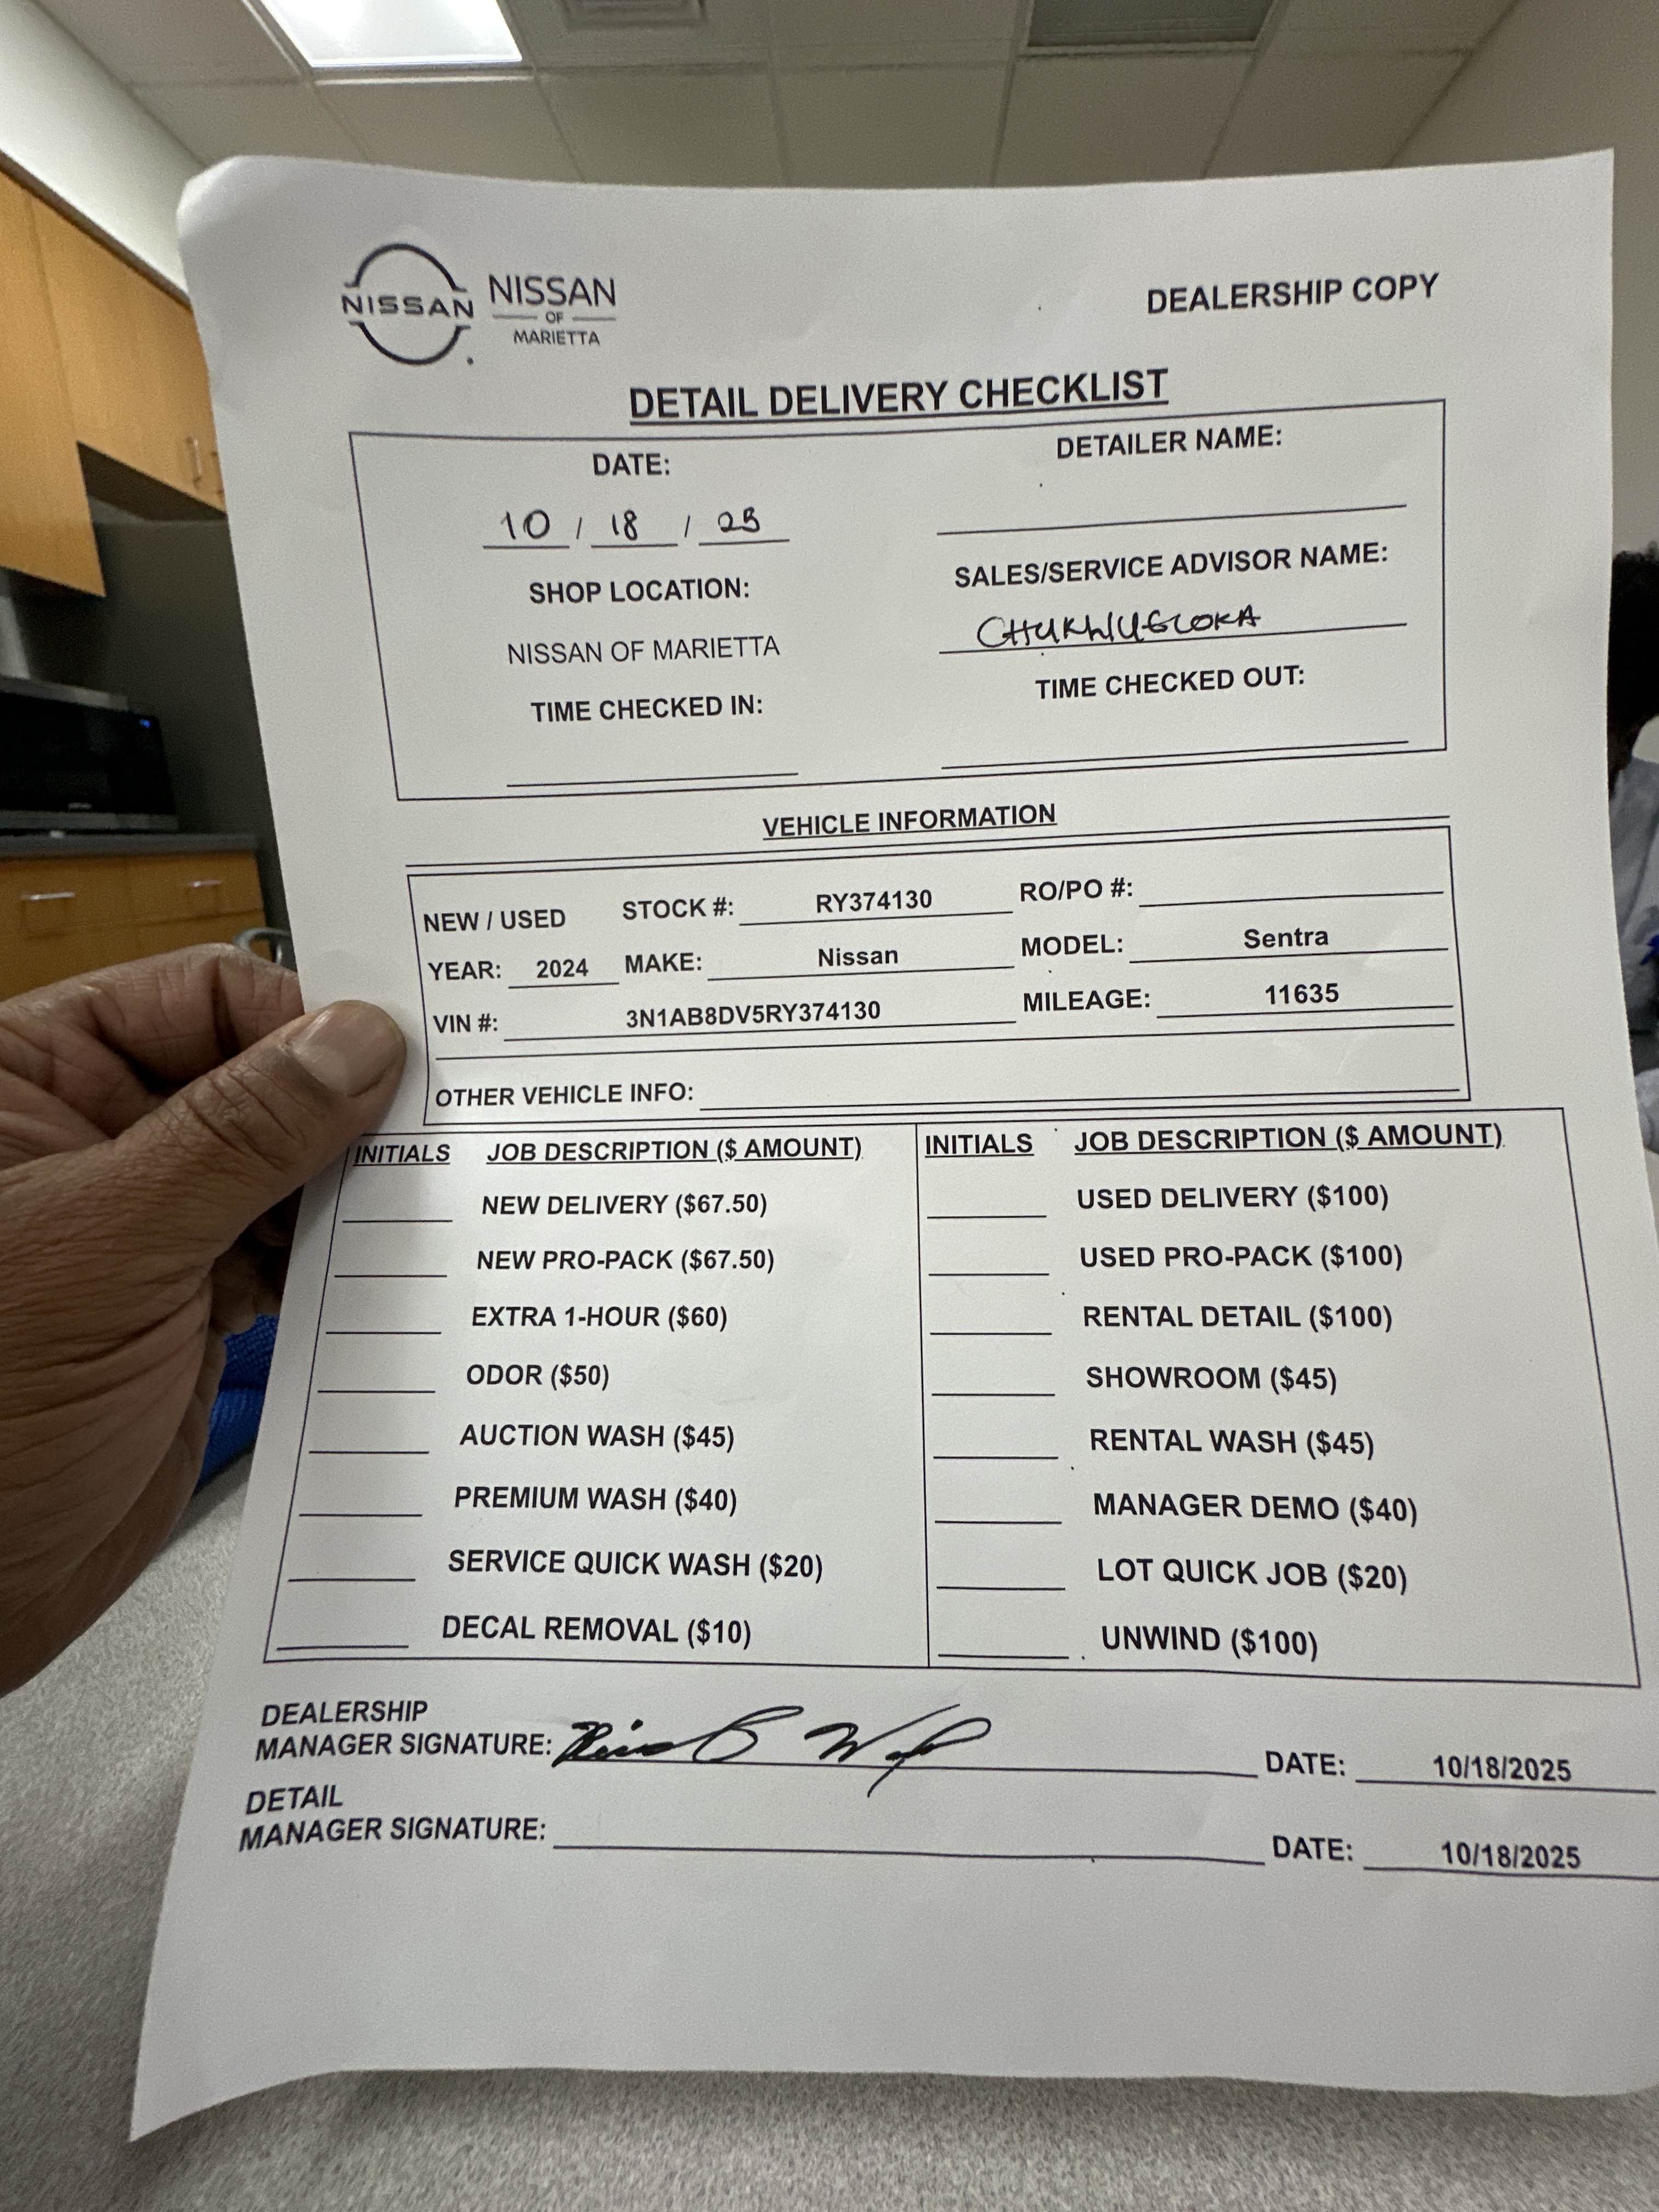 NISSAN
NISSAN
OF
MARIETTA
DEALERSHIP COPY
DETAIL DELIVERY CHECKLIST
DATE:
10 / 18 / 25
DETAILER NAME:
SHOP LOCATION:
NISSAN OF MARIETTA
SALES/SERVICE ADVISOR NAME:
TIME CHECKED IN:
TIME CHECKED OUT:
VEHICLE INFORMATION
NEW / USED STOCK #: RY374130 RO/PO #:
YEAR: 2024 MAKE: Nissan MODEL: Sentra
VIN #: 3N1AB8DV5RY374130 MILEAGE: 11635
OTHER VEHICLE INFO:
INITIALS JOB DESCRIPTION ($ AMOUNT) INITIALS JOB DESCRIPTION ($ AMOUNT)
NEW DELIVERY ($67.50) USED DELIVERY ($100)
NEW PRO-PACK ($67.50) USED PRO-PACK ($100)
EXTRA 1-HOUR ($60) RENTAL DETAIL ($100)
ODOR ($50) SHOWROOM ($45)
AUCTION WASH ($45) RENTAL WASH ($45)
PREMIUM WASH ($40) MANAGER DEMO ($40)
SERVICE QUICK WASH ($20) LOT QUICK JOB ($20)
DECAL REMOVAL ($10) UNWIND ($100)
DEALERSHIP
MANAGER SIGNATURE: DATE: 10/18/2025
DETAIL
MANAGER SIGNATURE: DATE: 10/18/2025